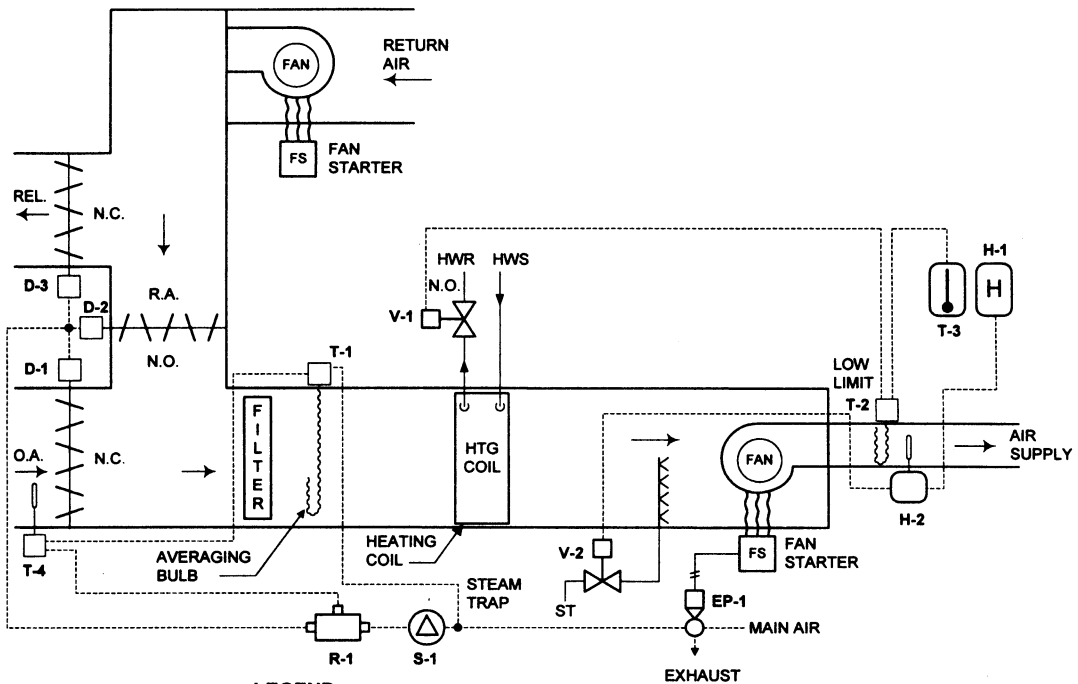 FAN
RETURN
AIR
FS
FAN
STARTER
REL.
N.C.
D-3
D-2
R.A.
N.O.
D-1
T-1
HWR
HWS
N.O.
V-1
H-1
H
T-3
LOW
LIMIT
T-2
O.A.
N.C.
FILTER
HTG
COIL
FAN
AIR
SUPPLY
H-2
T-4
AVERAGING
BULB
HEATING
COIL
V-2
FS
FAN
STARTER
STEAM
TRAP
ST
EP-1
MAIN AIR
R-1
S-1
EXHAUST